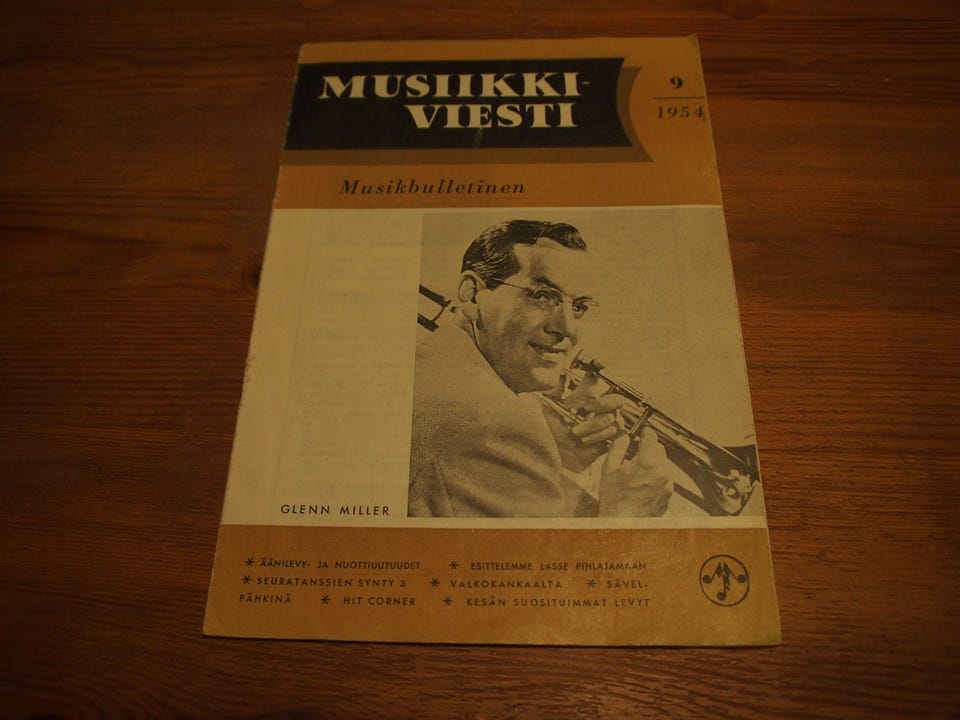 MUSIIKKI-
VIESTI
9
1954
Musikbulletinen
GLENN MILLER
* ÄÄNILEVY- JA NUOTTIUUTUUDET * ESITTELEMME LASSE PIHLAJAMAAN
* SEURATANSSIEN SYNTY 3 * VALKOKANKAALTA * SÄVEL-
PÄHKINÄ * HIT CORNER * KESÄN SUOSITUIMMAT LEVYT